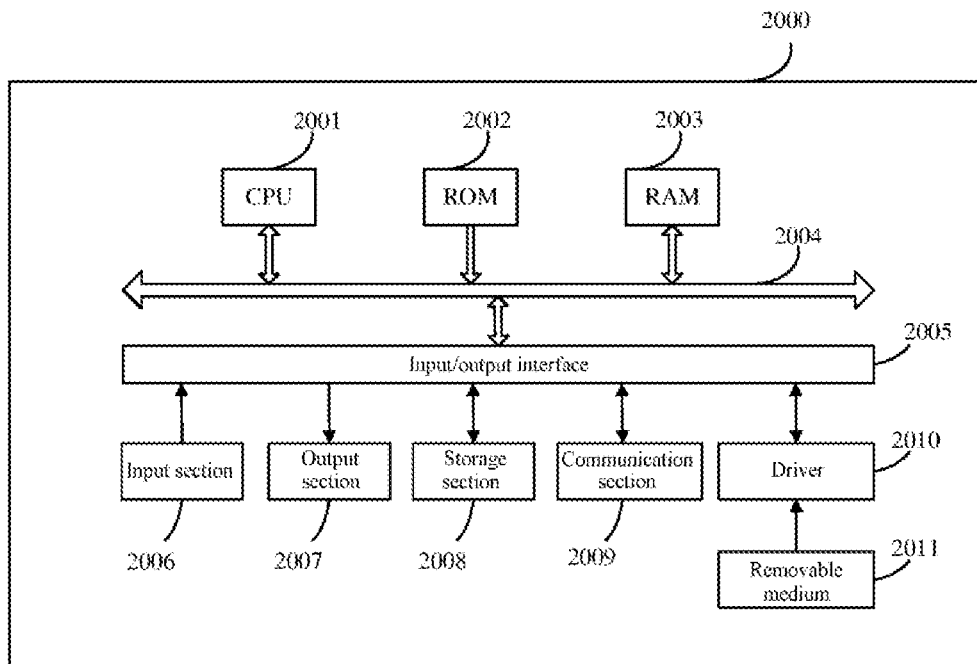 2000
2001
2002
2003
CPU
ROM
RAM
2004
2005
Input/output interface
Input section
Output
section
Storage
section
Communication
section
Driver
2010
2006
2007
2008
2009
Removable
medium
2011